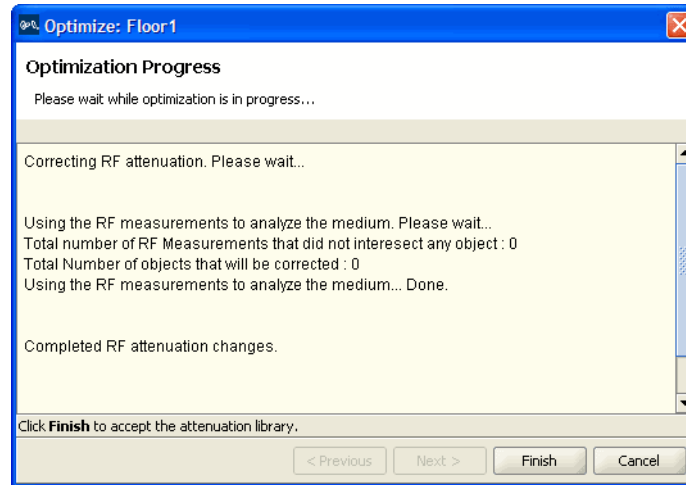 Optimize: Floor1
Optimization Progress
Please wait while optimization is in progress...
Correcting RF attenuation. Please wait...
Using the RF measurements to analyze the medium. Please wait...
Total number of RF Measurements that did not interesect any object : 0
Total Number of objects that will be corrected : 0
Using the RF measurements to analyze the medium... Done.
Completed RF attenuation changes.
Click Finish to accept the attenuation library.
< Previous Next > Finish Cancel